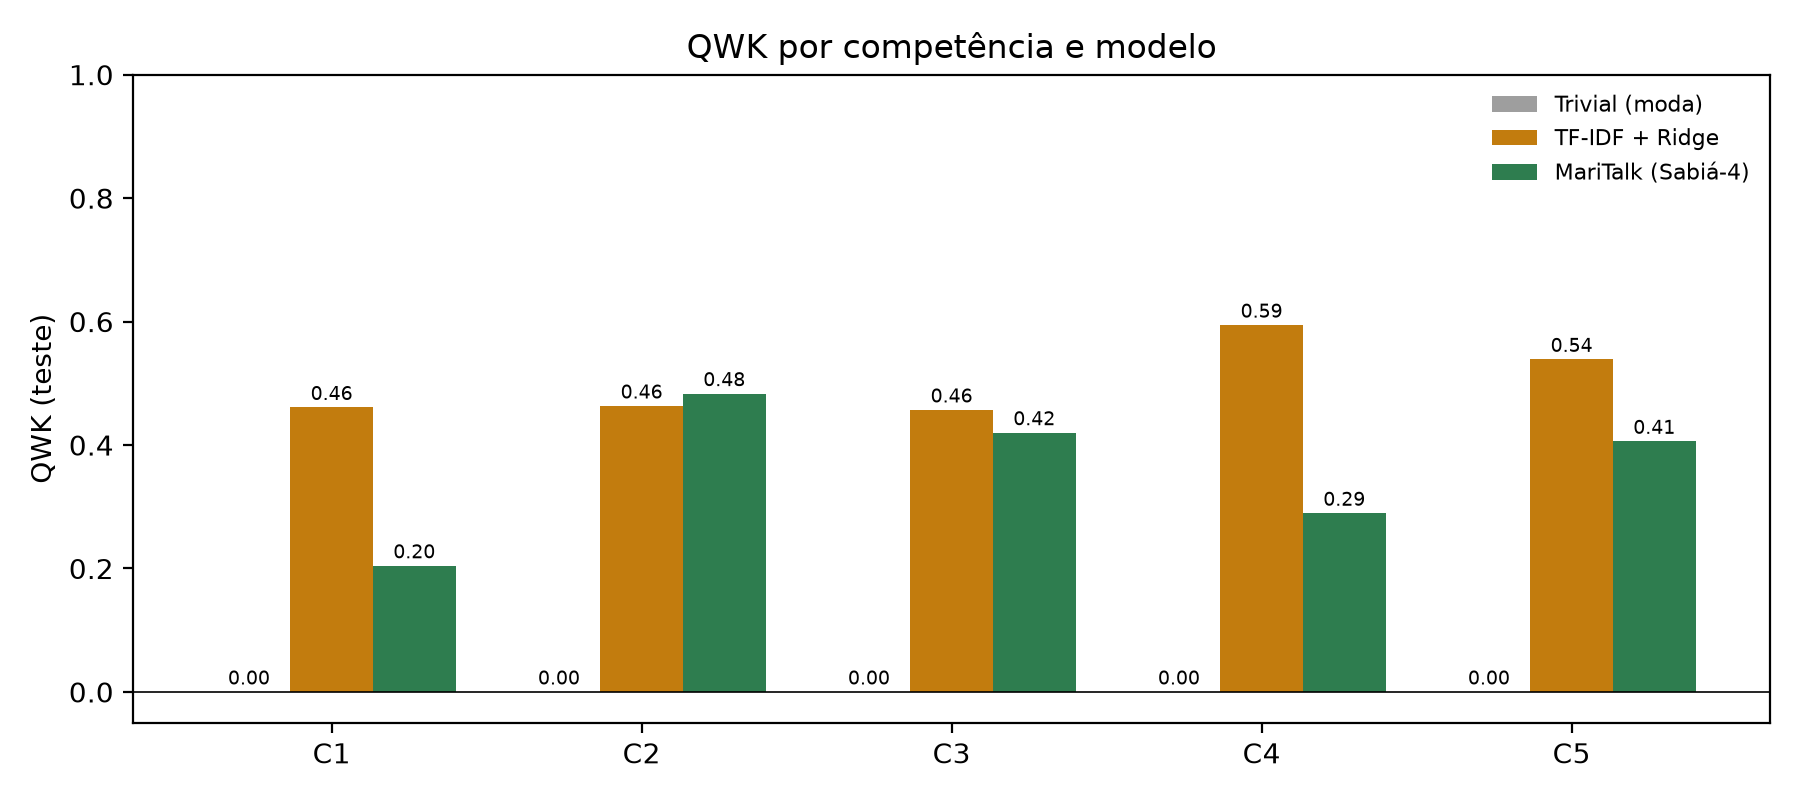 QWK por competência e modelo
Trivial (moda)
TF-IDF + Ridge
MariTalk (Sabiá-4)
QWK (teste)
1.0
0.8
0.6
0.4
0.2
0.0
0.00
0.46
0.20
0.00
0.46
0.48
0.00
0.46
0.42
0.00
0.59
0.29
0.00
0.54
0.41
C1
C2
C3
C4
C5